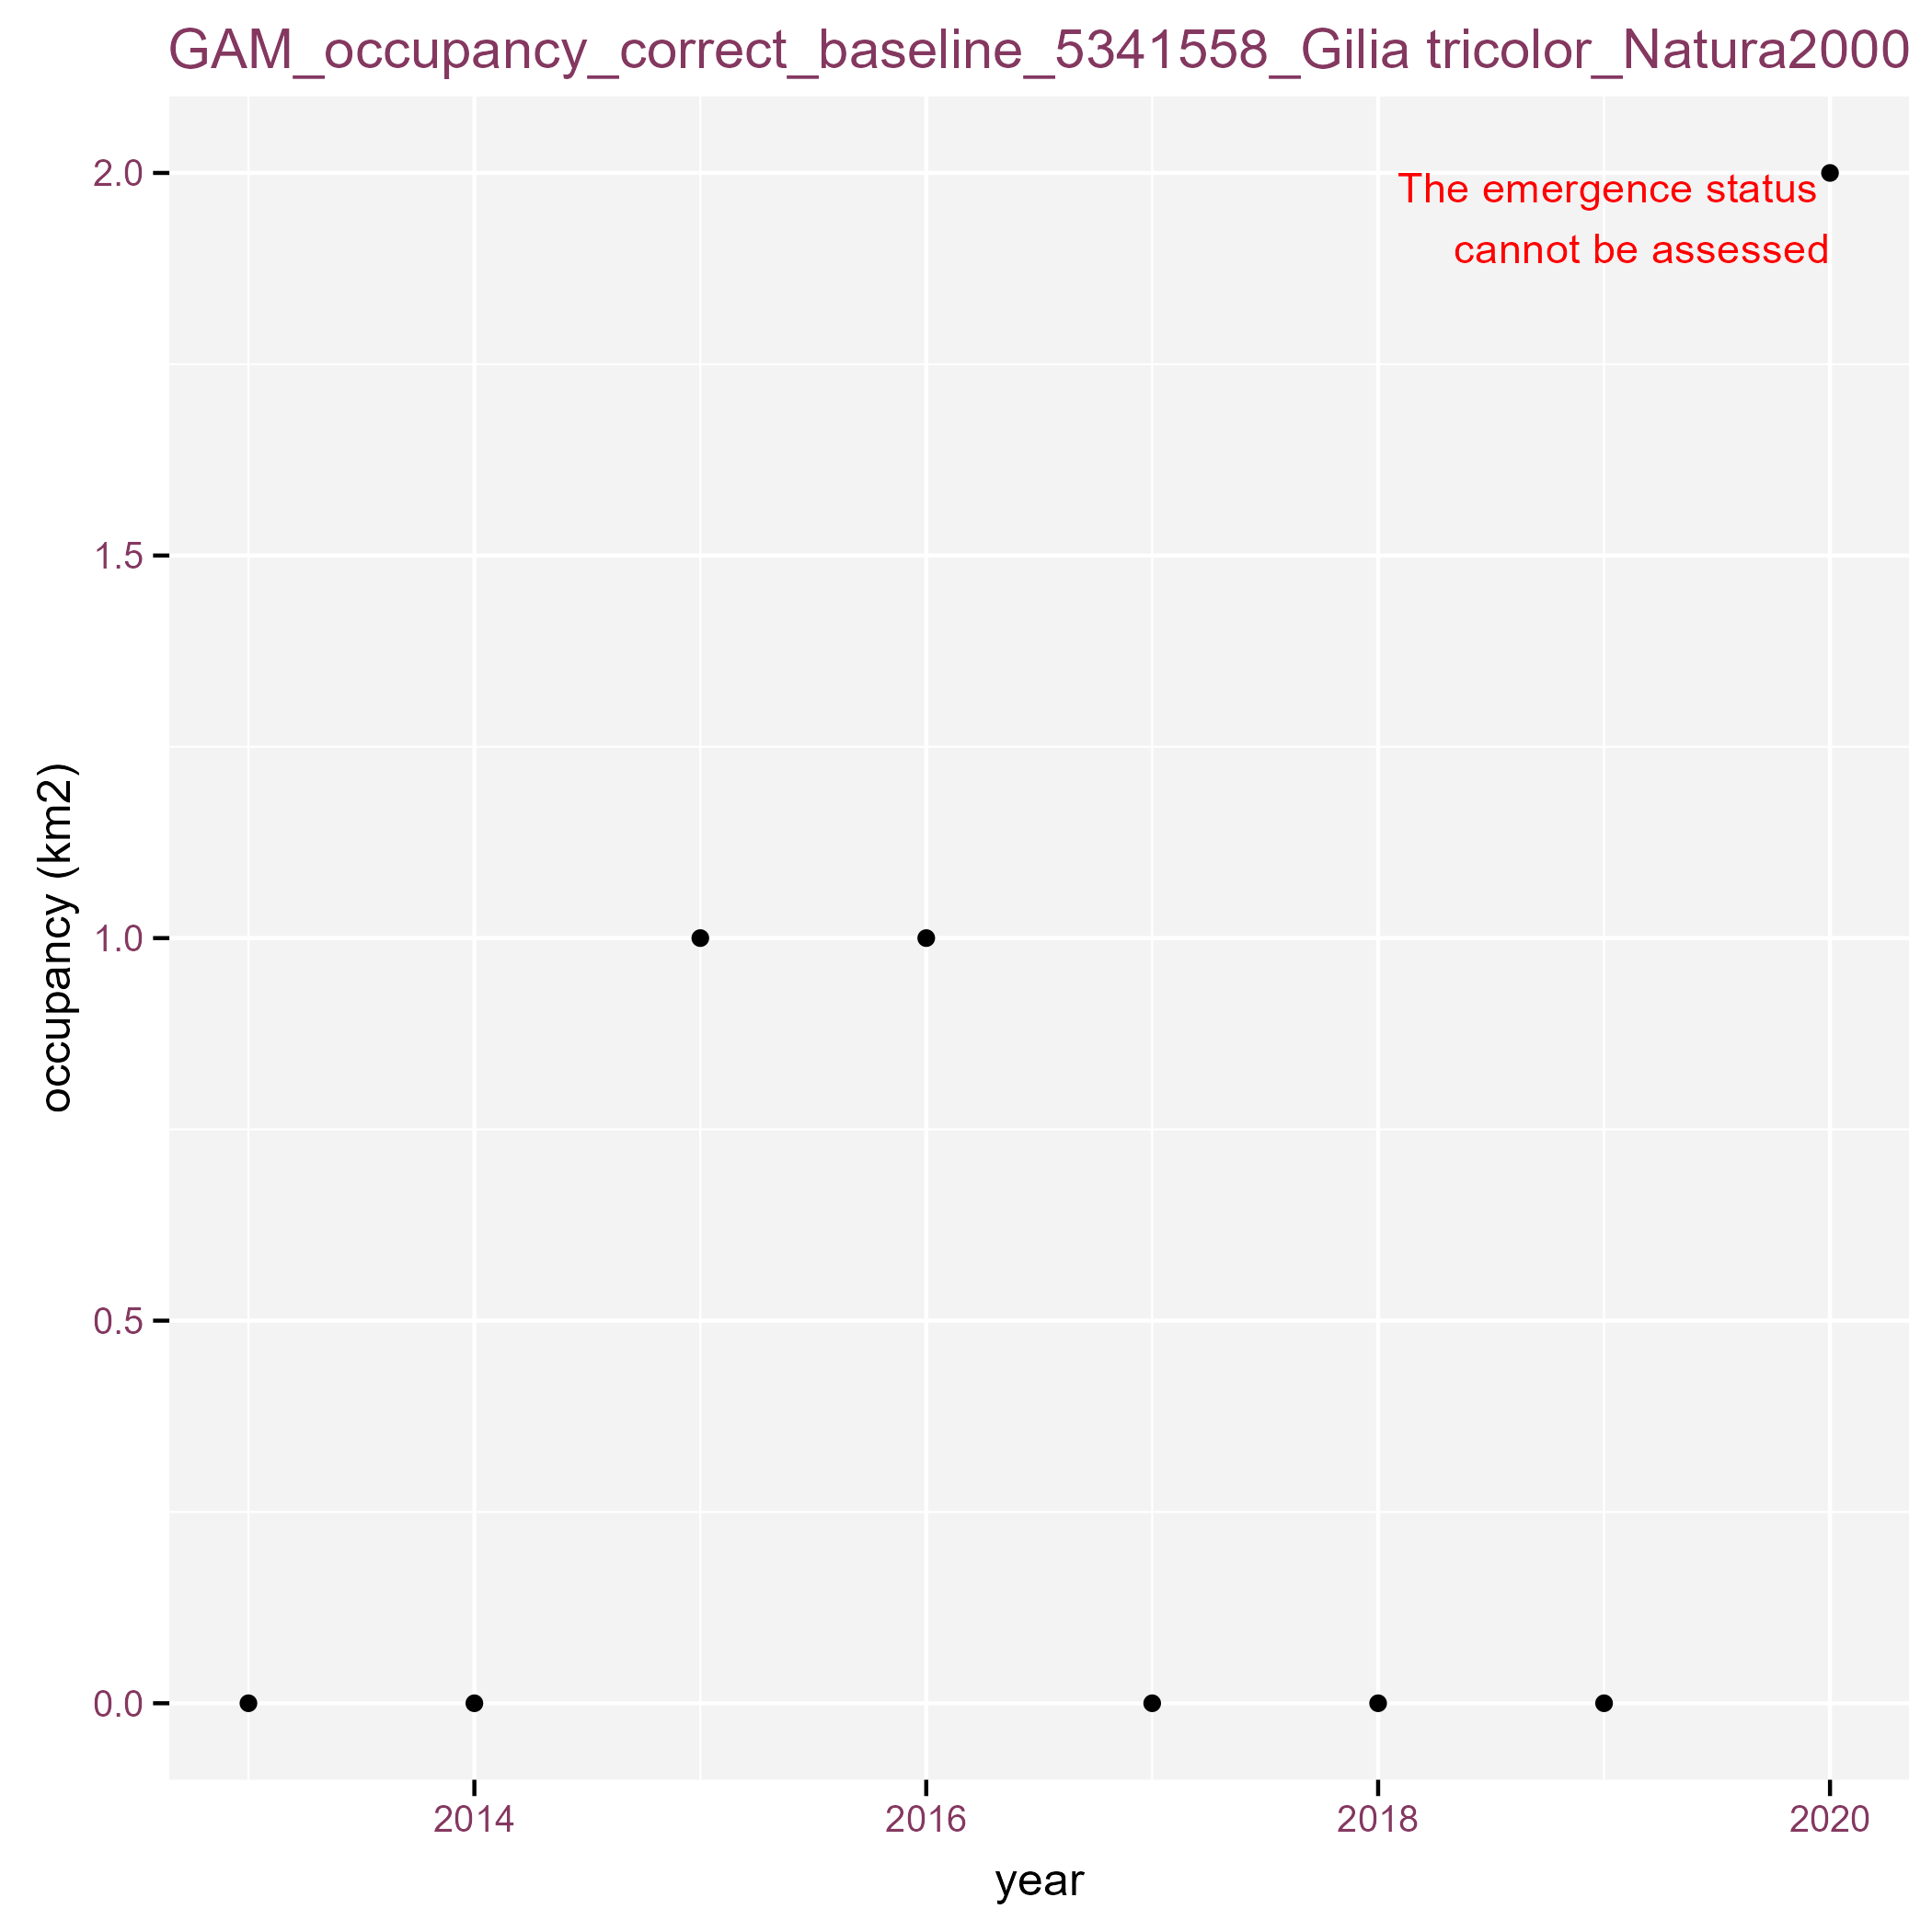 GAM_occupancy_correct_baseline_5341558_Gilia tricolor_Natura2000
2.0
The emergence status
cannot be assessed
1.5
occupancy (km2)
1.0
0.5
0.0
2014 2016 2018 2020
year